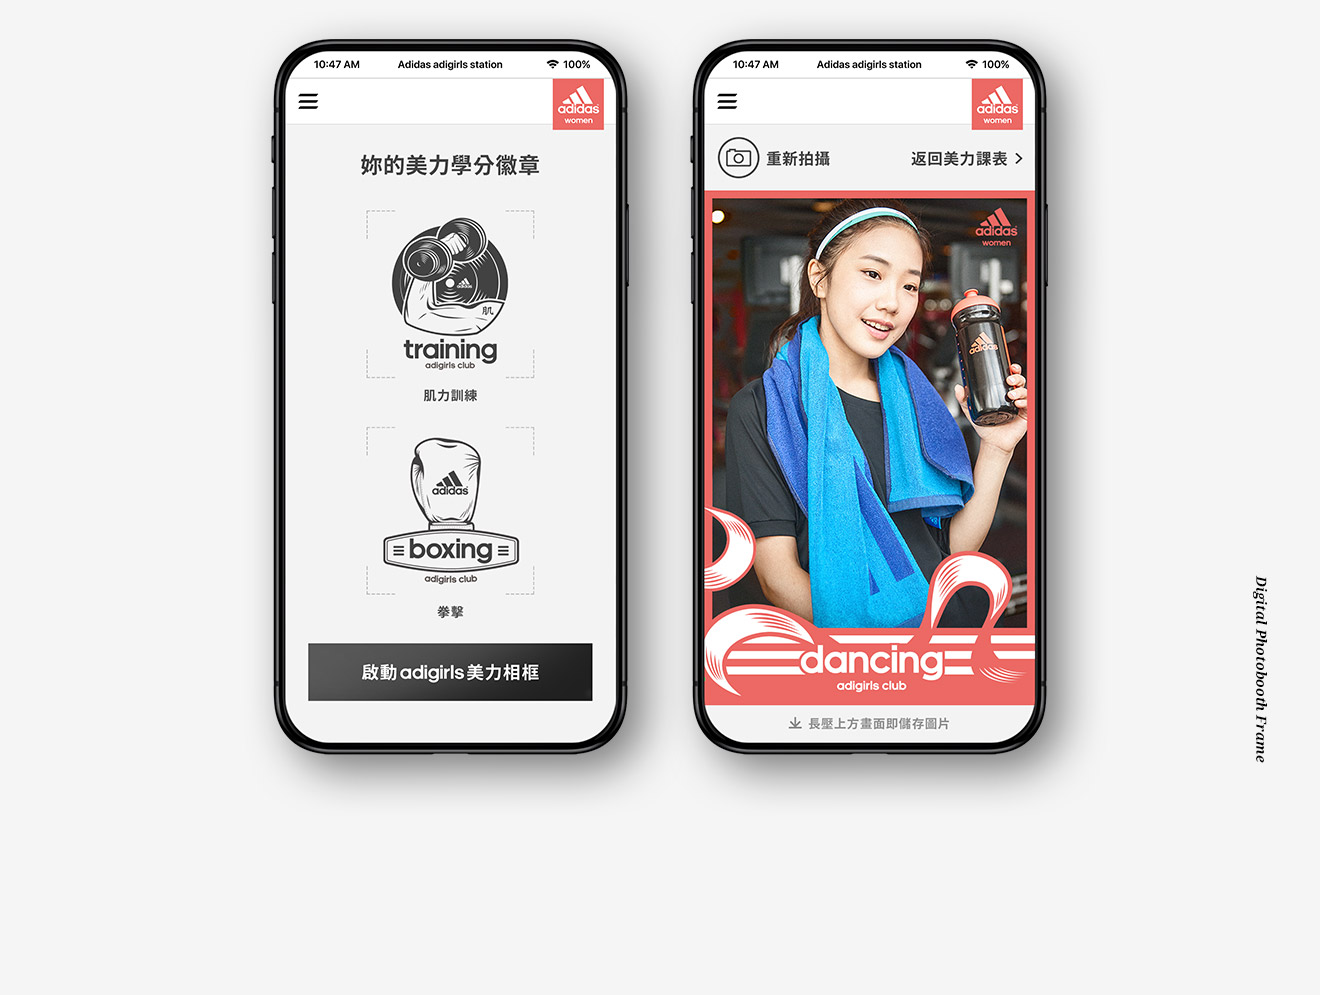 10:47 AM Adidas adigirls station 100%
adidas
women
妳的美力學分徽章
adidas
肌
training
adigirls club
肌力訓練
adidas
boxing
adigirls club
拳擊
啟動 adigirls 美力相框
10:47 AM Adidas adigirls station 100%
adidas
women
重新拍攝 返回美力課表
adidas
women
adidas
dancing
adigirls club
長壓上方畫面即儲存圖片
Digital Photobooth Frame